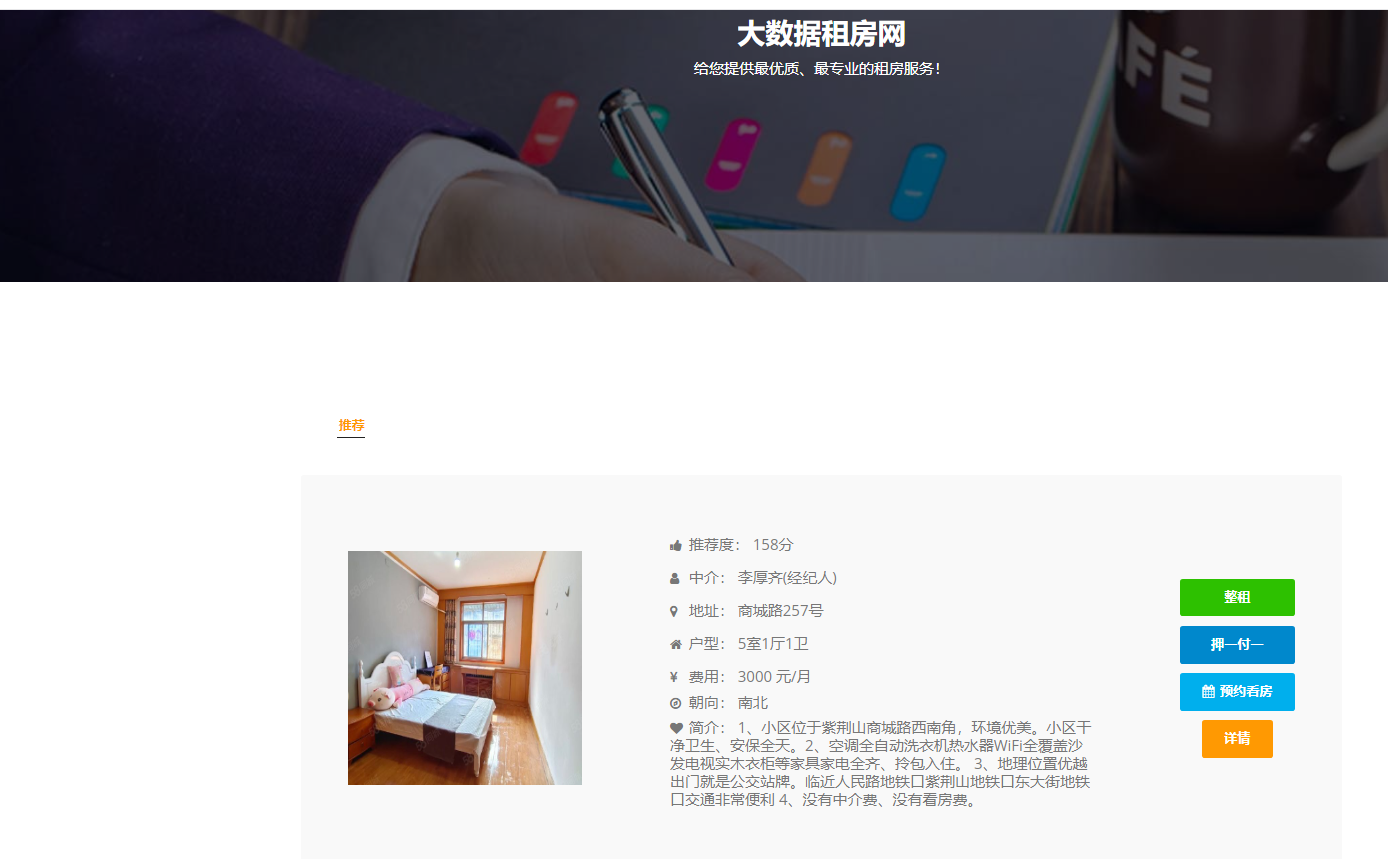 大数据租房网
给您提供最优质、最专业的租房服务！
FÉ
推荐
推荐度： 158分
中介： 李厚齐(经纪人)
地址： 商城路257号
户型： 5室1厅1卫
费用： 3000 元/月
朝向： 南北
简介： 1、小区位于紫荆山商城路西南角，环境优美。小区干
净卫生、安保全天。2、空调全自动洗衣机热水器WiFi全覆盖沙
发电视实木衣柜等家具家电全齐、拎包入住。 3、地理位置优越
出门就是公交站牌。临近人民路地铁口紫荆山地铁口东大街地铁
口交通非常便利 4、没有中介费、没有看房费。
整租
押一付一
预约看房
详情